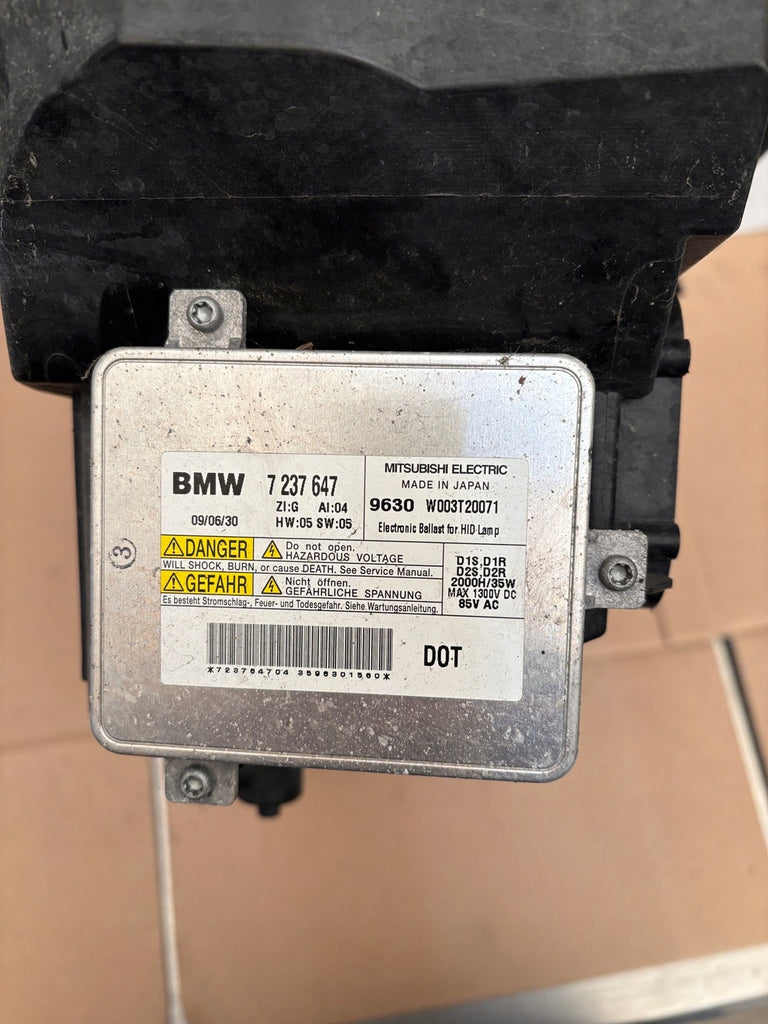 BMW 7 237 647
ZI:G AI:04
09/06/30 HW:05 SW:05
MITSUBISHI ELECTRIC
MADE IN JAPAN
9630 W003T20071
Electronic Ballast for HID Lamp
DANGER Do not open.
HAZARDOUS VOLTAGE
WILL SHOCK, BURN, or cause DEATH. See Service Manual.
GEFAHR Nicht öffnen.
GEFÄHRLICHE SPANNUNG
Es besteht Stromschlag-, Feuer- und Todesgefahr. Siehe Wartungsanleitung.
D1S,D1R
D2S,D2R
2000H/35W
MAX 1300V DC
85V AC
*723764704 3596301560*
DOT
3